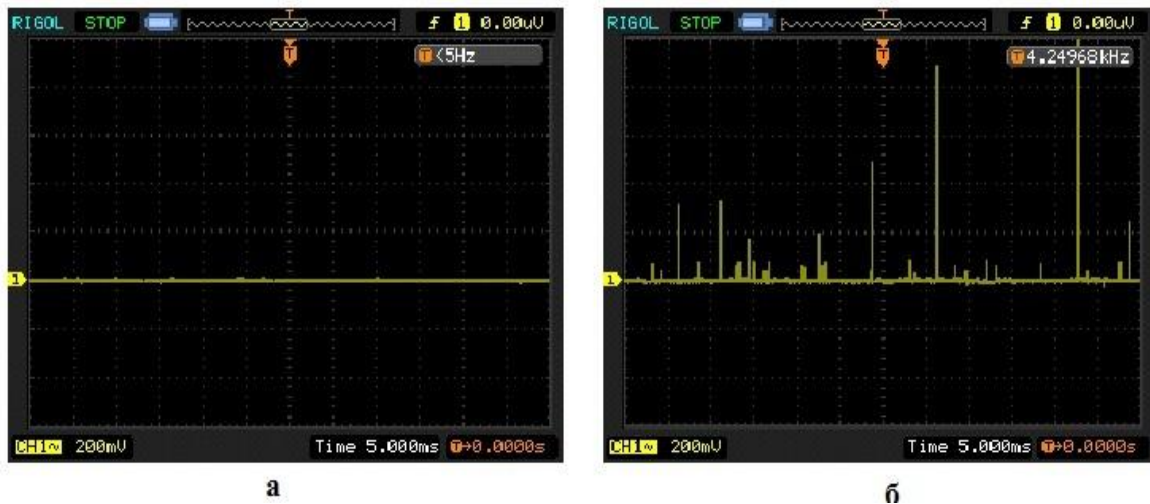 RIGOL STOP T 1 0.00uV
T <5Hz
1
CH1~ 200mV Time 5.000ms T→0.0000s
а
RIGOL STOP T 1 0.00uV
T 4.24968kHz
T
1
CH1~ 200mV Time 5.000ms T→0.0000s
б